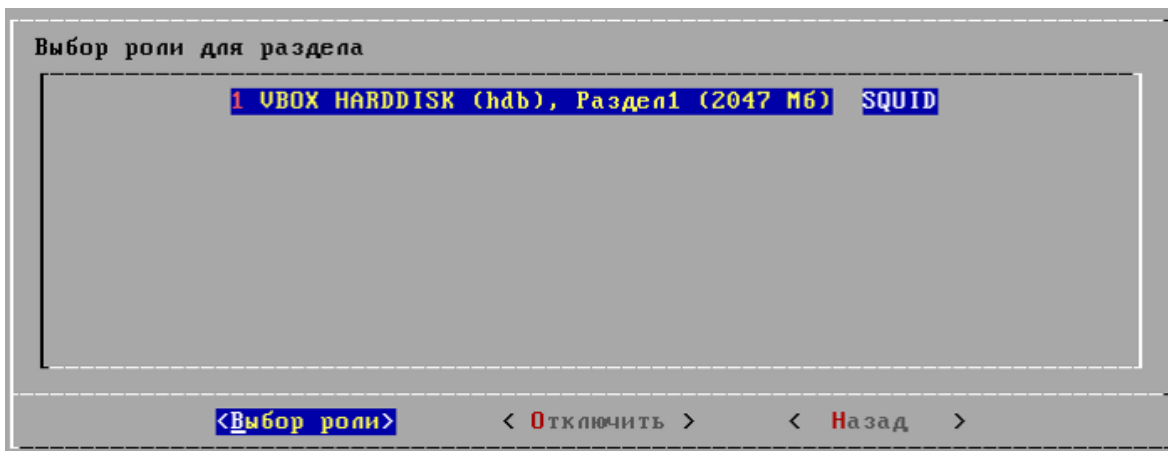 Выбор роли для раздела
1 VBOX HARDDISK (hdb), Раздел1 (2047 Мб) SQUID
<Выбор роли> < Отключить > < Назад >